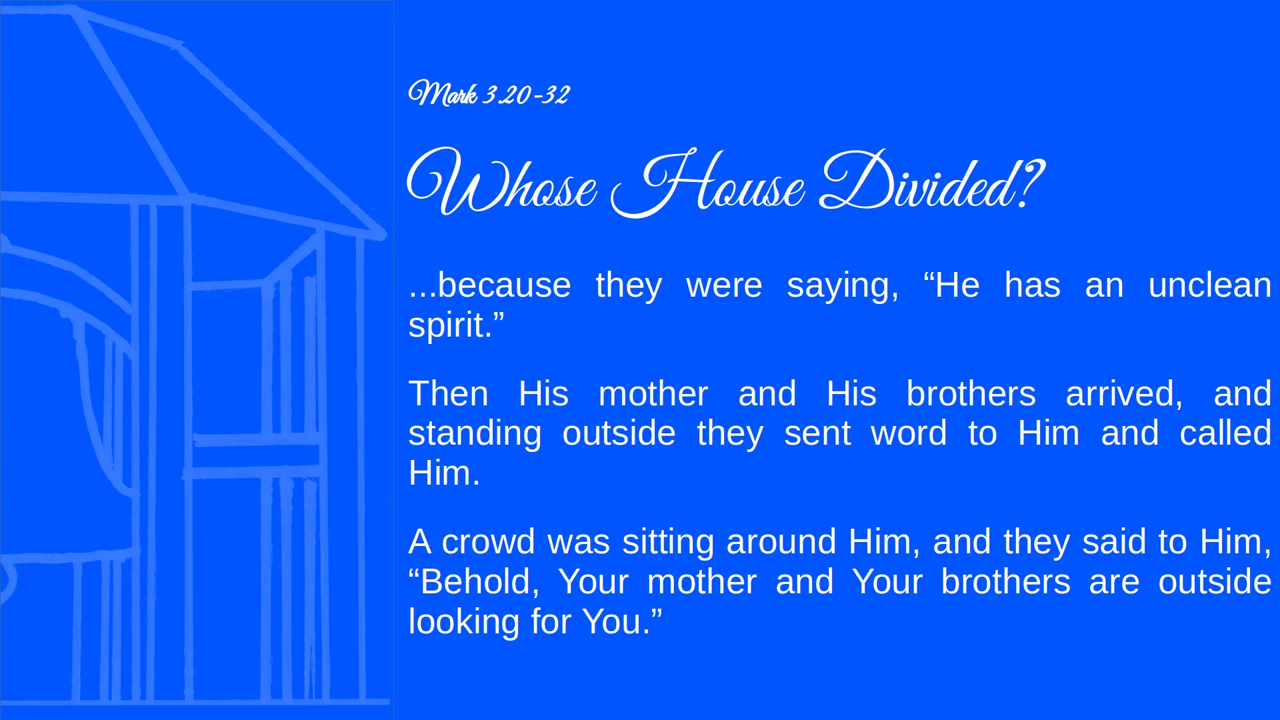 Mark 3.20-32
Whose House Divided?
...because they were saying, “He has an unclean
spirit.”
Then His mother and His brothers arrived, and
standing outside they sent word to Him and called
Him.
A crowd was sitting around Him, and they said to Him,
“Behold, Your mother and Your brothers are outside
looking for You.”